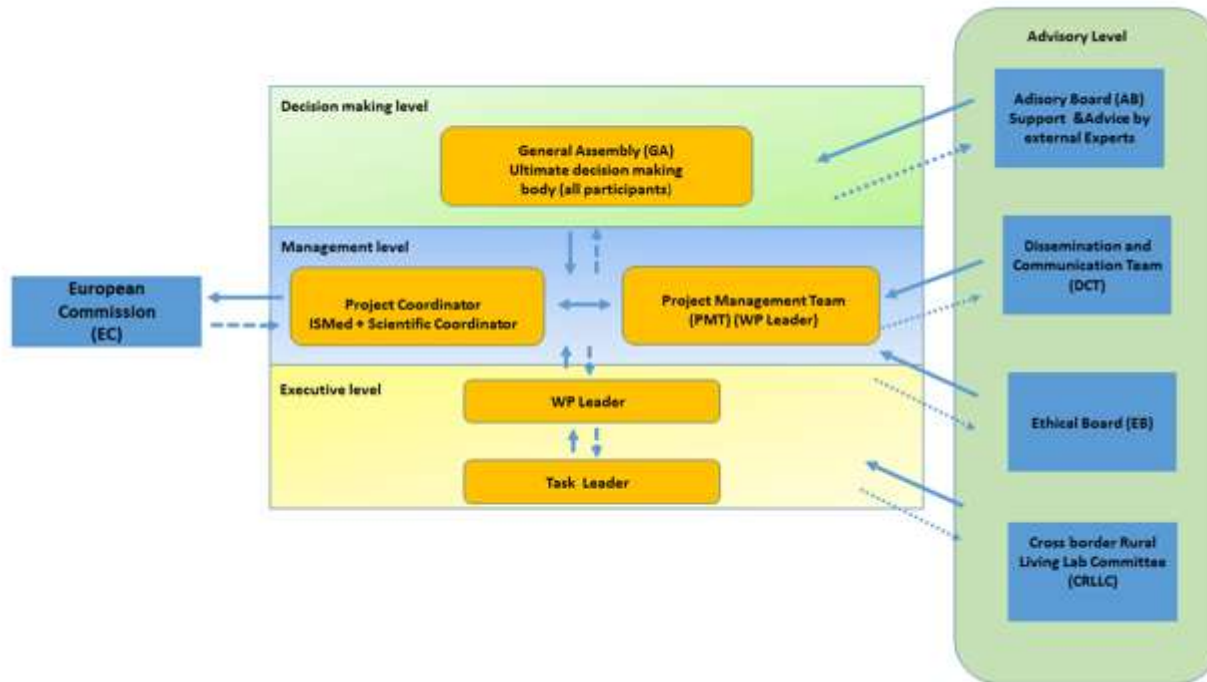 Advisory Level
Decision making level
General Assembly (GA)
Ultimate decision making
body (all participants)
Adisory Board (AB)
Support &Advice by
external Experts
Management level
Project Coordinator
ISMed + Scientific Coordinator
Project Management Team
(PMT) (WP Leader)
European
Commission
(EC)
Dissemination and
Communication Team
(DCT)
Executive level
WP Leader
Task Leader
Ethical Board (EB)
Cross border Rural
Living Lab Committee
(CRLLC)